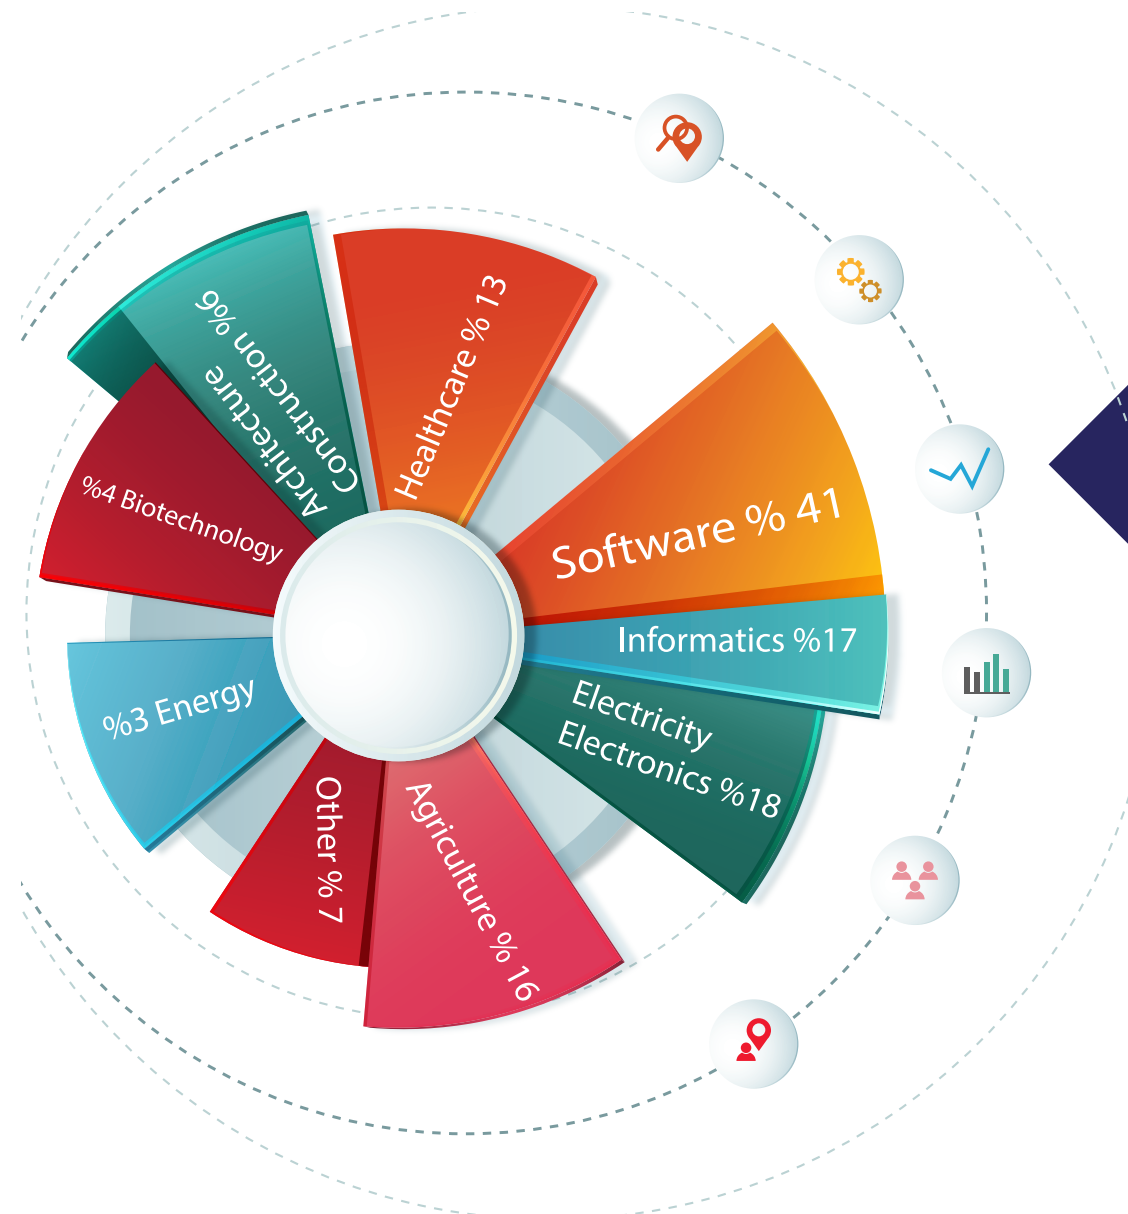 Healthcare % 13
Software % 41
Informatics %17
Electricity
Electronics %18
Agriculture % 16
Other % 7
%3 Energy
%4 Biotechnology
Architecture
Construction %6